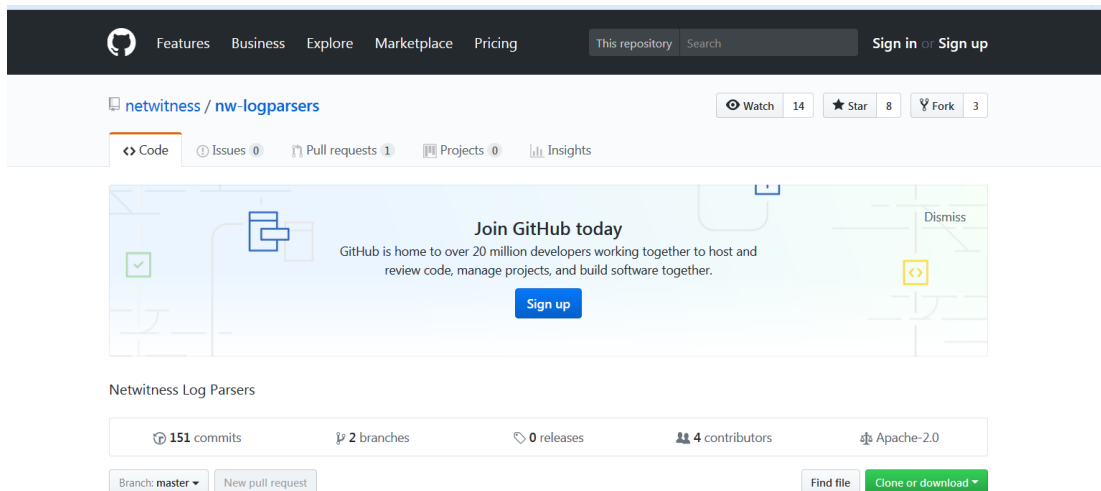 Features Business Explore Marketplace Pricing This repository Search Sign in or Sign up
netwitness / nw-logparsers Watch 14 Star 8 Fork 3
Code Issues 0 Pull requests 1 Projects 0 Insights
Join GitHub today
Dismiss
GitHub is home to over 20 million developers working together to host and
review code, manage projects, and build software together.
Sign up
Netwitness Log Parsers
151 commits 2 branches 0 releases 4 contributors Apache-2.0
Branch: master New pull request Find file Clone or download